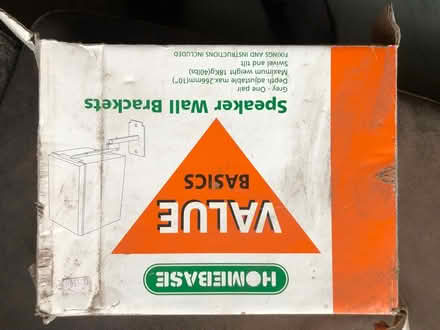 HOMEBASE
VALUE
BASICS
Speaker Wall Brackets
Grey - One pair
Depth adjustable max.266mm(10")
Maximum weight 18Kg(40lbs)
Swivel and tilt
FIXINGS AND INSTRUCTIONS INCLUDED